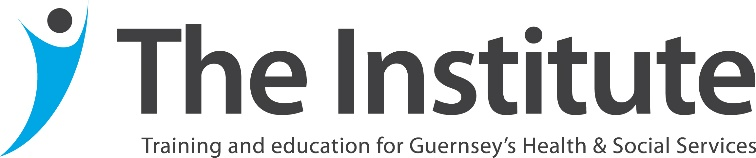 The Institute
Training and education for Guernsey's Health & Social Services